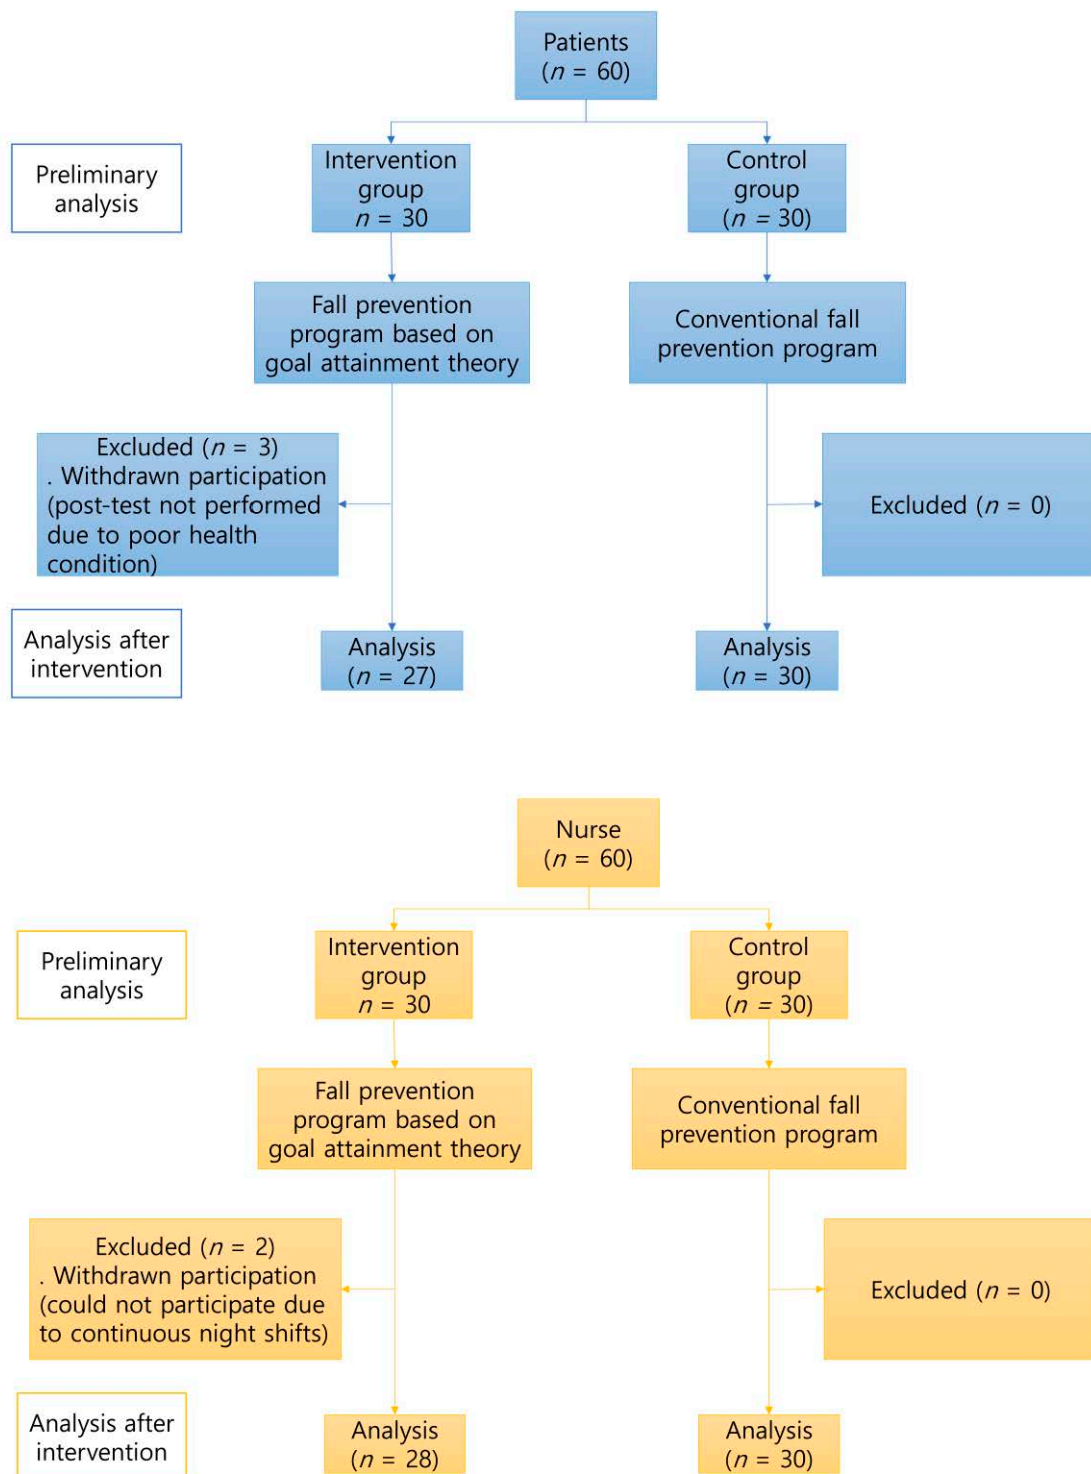 Patients
(n = 60)
Preliminary
analysis
Intervention
group
n = 30
Control
group
(n = 30)
Fall prevention
program based on
goal attainment theory
Conventional fall
prevention program
Excluded (n = 3)
. Withdrawn participation
(post-test not performed
due to poor health
condition)
Excluded (n = 0)
Analysis after
intervention
Analysis
(n = 27)
Analysis
(n = 30)
Nurse
(n = 60)
Preliminary
analysis
Intervention
group
n = 30
Control
group
(n = 30)
Fall prevention
program based on
goal attainment theory
Conventional fall
prevention program
Excluded (n = 2)
. Withdrawn participation
(could not participate due
to continuous night shifts)
Excluded (n = 0)
Analysis after
intervention
Analysis
(n = 28)
Analysis
(n = 30)